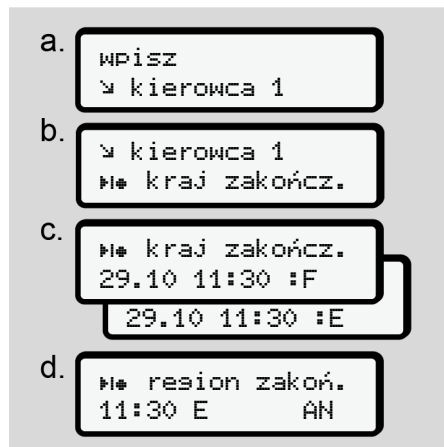 a.
wpisz
↘ kierowca 1
b.
↘ kierowca 1
kraj zakończ.
c.
kraj zakończ.
29.10 11:30 :F
29.10 11:30 :E
d.
region zakoń.
11:30 E AN